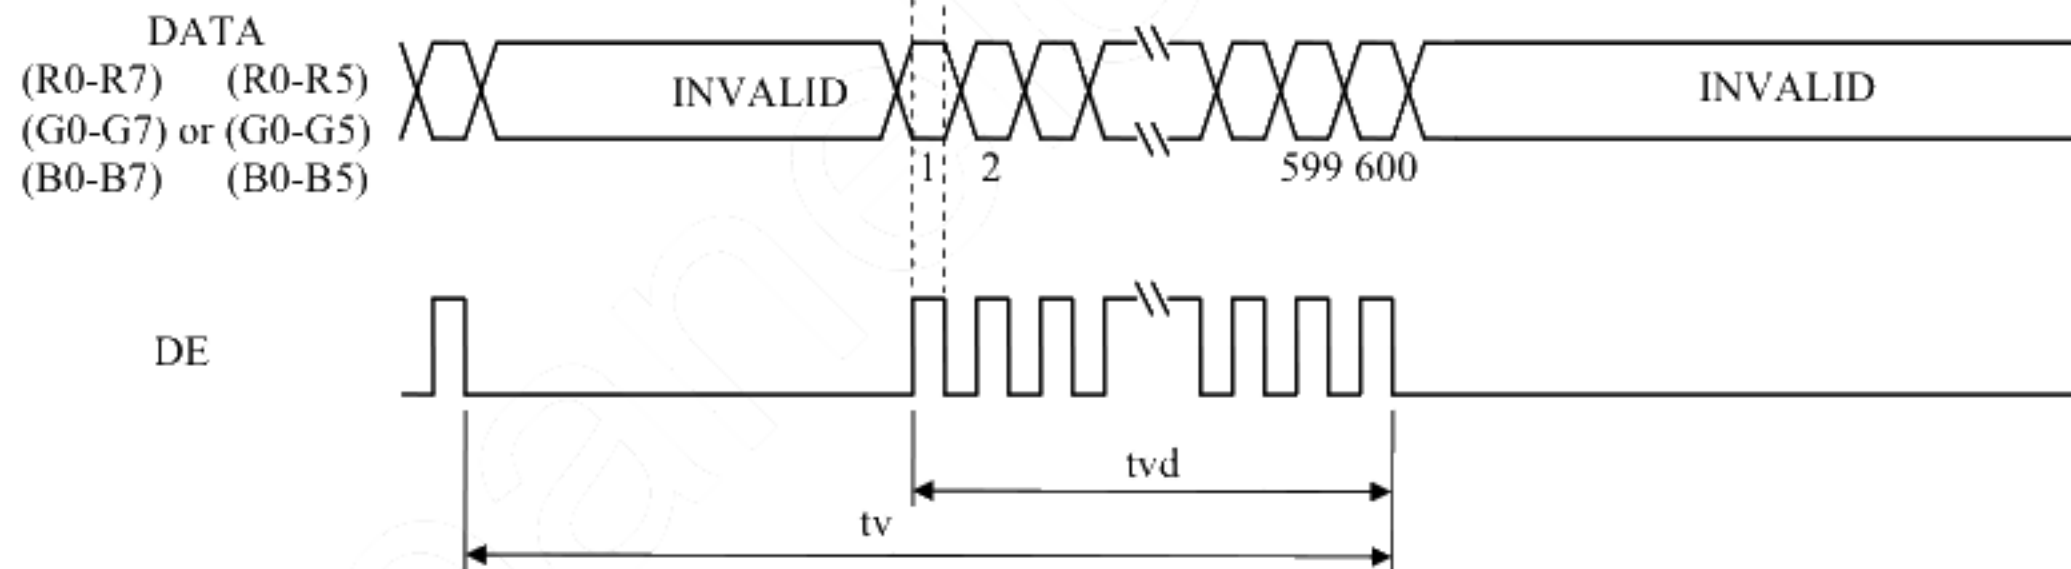 DATA
(R0-R7) (R0-R5)
(G0-G7) or (G0-G5)
(B0-B7) (B0-B5)
INVALID
INVALID
1 2 599 600
DE
tvd
tv